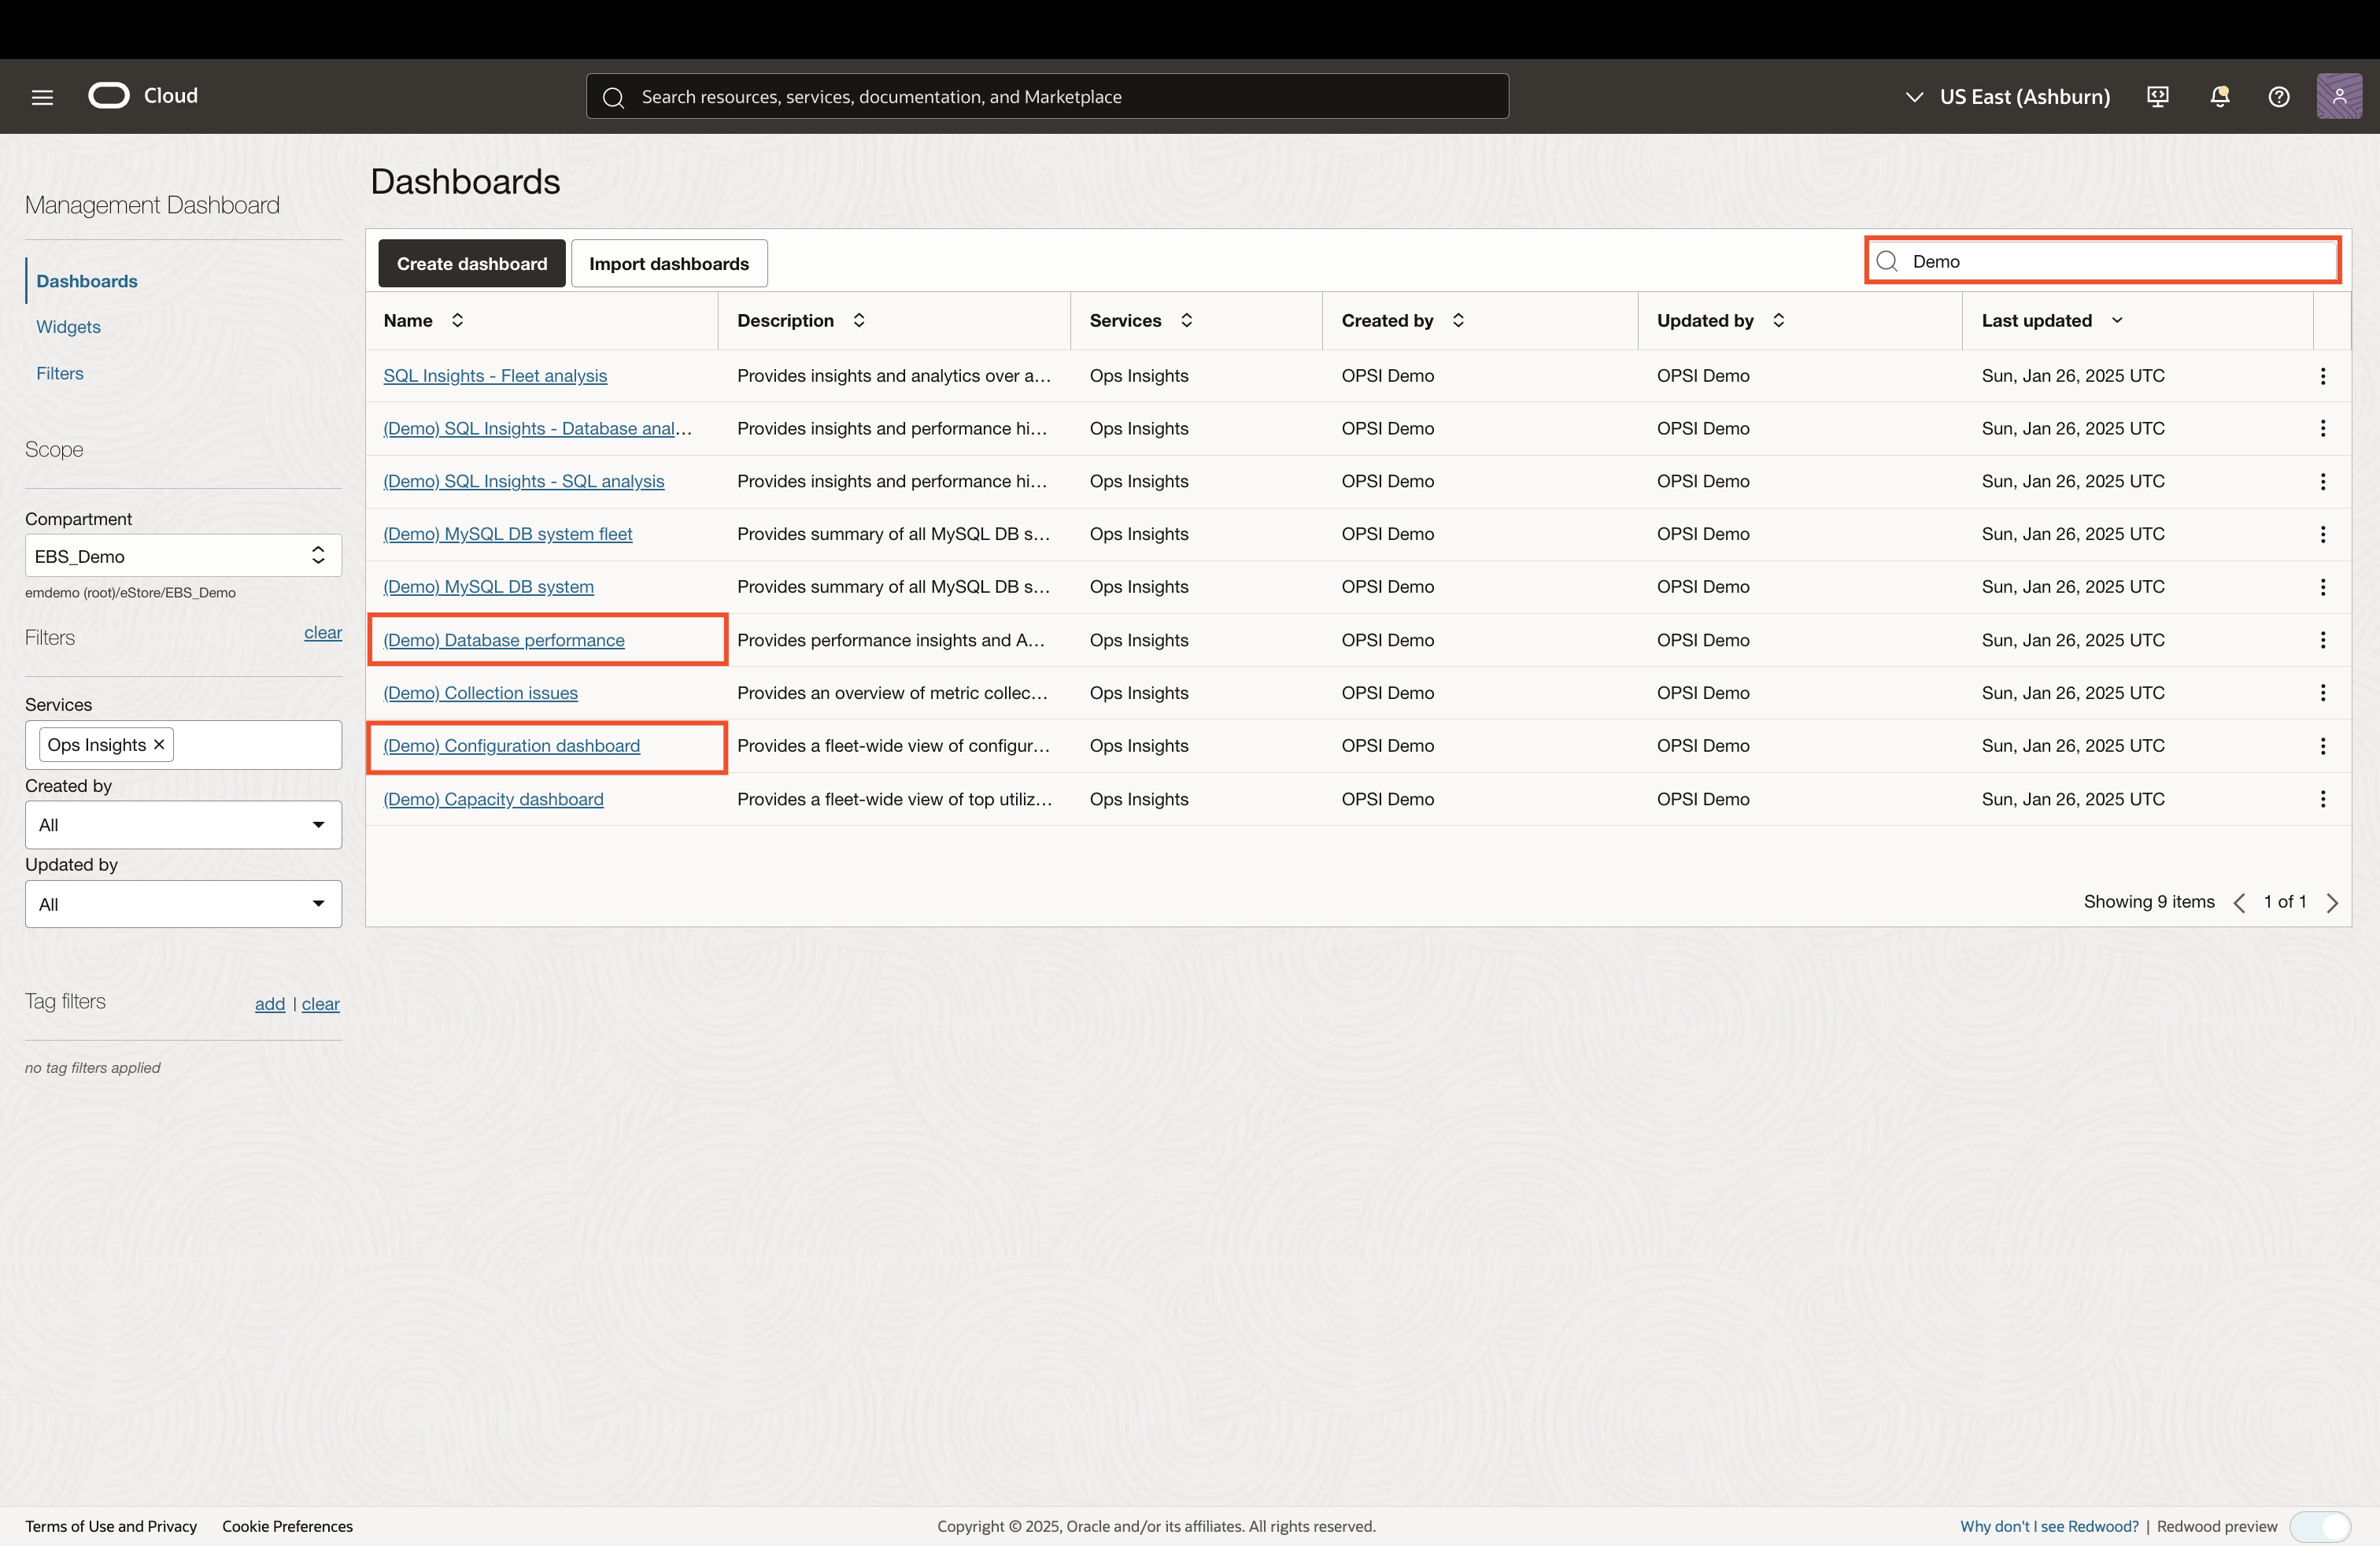 Cloud
Search resources, services, documentation, and Marketplace
US East (Ashburn)
Management Dashboard
Dashboards
Widgets
Filters
Scope
Compartment
EBS_Demo
emdemo (root)/eStore/EBS_Demo
Filters clear
Services
Ops Insights ×
Created by
All
Updated by
All
Tag filters add | clear
no tag filters applied
Dashboards
Create dashboard Import dashboards Demo
Name Description Services Created by Updated by Last updated
SQL Insights - Fleet analysis Provides insights and analytics over a... Ops Insights OPSI Demo OPSI Demo Sun, Jan 26, 2025 UTC
(Demo) SQL Insights - Database anal... Provides insights and performance hi... Ops Insights OPSI Demo OPSI Demo Sun, Jan 26, 2025 UTC
(Demo) SQL Insights - SQL analysis Provides insights and performance hi... Ops Insights OPSI Demo OPSI Demo Sun, Jan 26, 2025 UTC
(Demo) MySQL DB system fleet Provides summary of all MySQL DB s... Ops Insights OPSI Demo OPSI Demo Sun, Jan 26, 2025 UTC
(Demo) MySQL DB system Provides summary of all MySQL DB s... Ops Insights OPSI Demo OPSI Demo Sun, Jan 26, 2025 UTC
(Demo) Database performance Provides performance insights and A... Ops Insights OPSI Demo OPSI Demo Sun, Jan 26, 2025 UTC
(Demo) Collection issues Provides an overview of metric collec... Ops Insights OPSI Demo OPSI Demo Sun, Jan 26, 2025 UTC
(Demo) Configuration dashboard Provides a fleet-wide view of configur... Ops Insights OPSI Demo OPSI Demo Sun, Jan 26, 2025 UTC
(Demo) Capacity dashboard Provides a fleet-wide view of top utiliz... Ops Insights OPSI Demo OPSI Demo Sun, Jan 26, 2025 UTC
Showing 9 items 1 of 1
Terms of Use and Privacy Cookie Preferences Copyright © 2025, Oracle and/or its affiliates. All rights reserved. Why don't I see Redwood? | Redwood preview